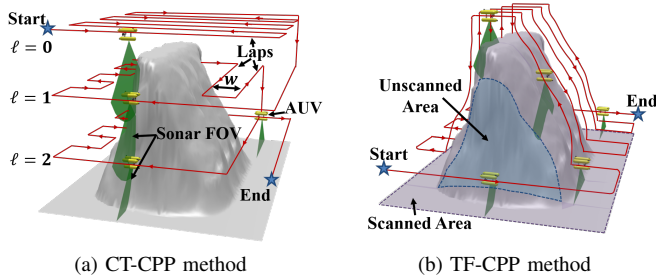 Start
ℓ = 0
Laps
w
ℓ = 1
AUV
Sonar FOV
ℓ = 2
End
(a) CT-CPP method
Unscanned
Area
End
Start
Scanned Area
(b) TF-CPP method